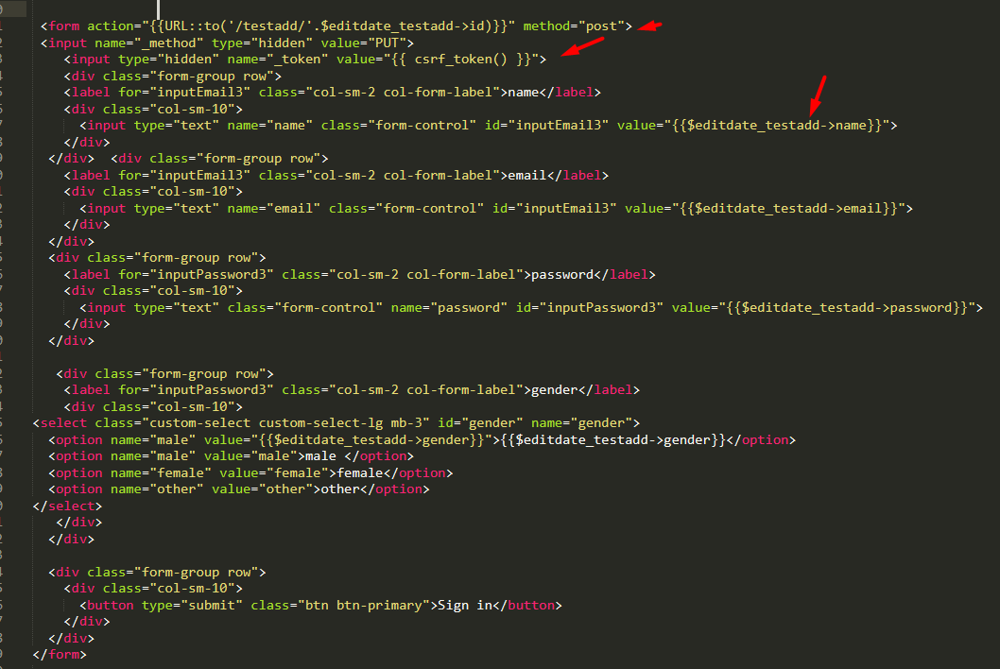 <form action="{{URL::to('/testadd/'.$editdate_testadd->id)}}" method="post">
<input name="_method" type="hidden" value="PUT">
<input type="hidden" name="_token" value="{{ csrf_token() }}">
<div class="form-group row">
<label for="inputEmail3" class="col-sm-2 col-form-label">name</label>
<div class="col-sm-10">
<input type="text" name="name" class="form-control" id="inputEmail3" value="{{$editdate_testadd->name}}">
</div>
</div>  <div class="form-group row">
<label for="inputEmail3" class="col-sm-2 col-form-label">email</label>
<div class="col-sm-10">
<input type="text" name="email" class="form-control" id="inputEmail3" value="{{$editdate_testadd->email}}">
</div>
</div>
<div class="form-group row">
<label for="inputPassword3" class="col-sm-2 col-form-label">password</label>
<div class="col-sm-10">
<input type="text" class="form-control" name="password" id="inputPassword3" value="{{$editdate_testadd->password}}">
</div>
</div>
<div class="form-group row">
<label for="inputPassword3" class="col-sm-2 col-form-label">gender</label>
<div class="col-sm-10">
<select class="custom-select custom-select-lg mb-3" id="gender" name="gender">
<option name="male" value="{{$editdate_testadd->gender}}">{{$editdate_testadd->gender}}</option>
<option name="male" value="male">male </option>
<option name="female" value="female">female</option>
<option name="other" value="other">other</option>
</select>
</div>
</div>
<div class="form-group row">
<div class="col-sm-10">
<button type="submit" class="btn btn-primary">Sign in</button>
</div>
</div>
</form>